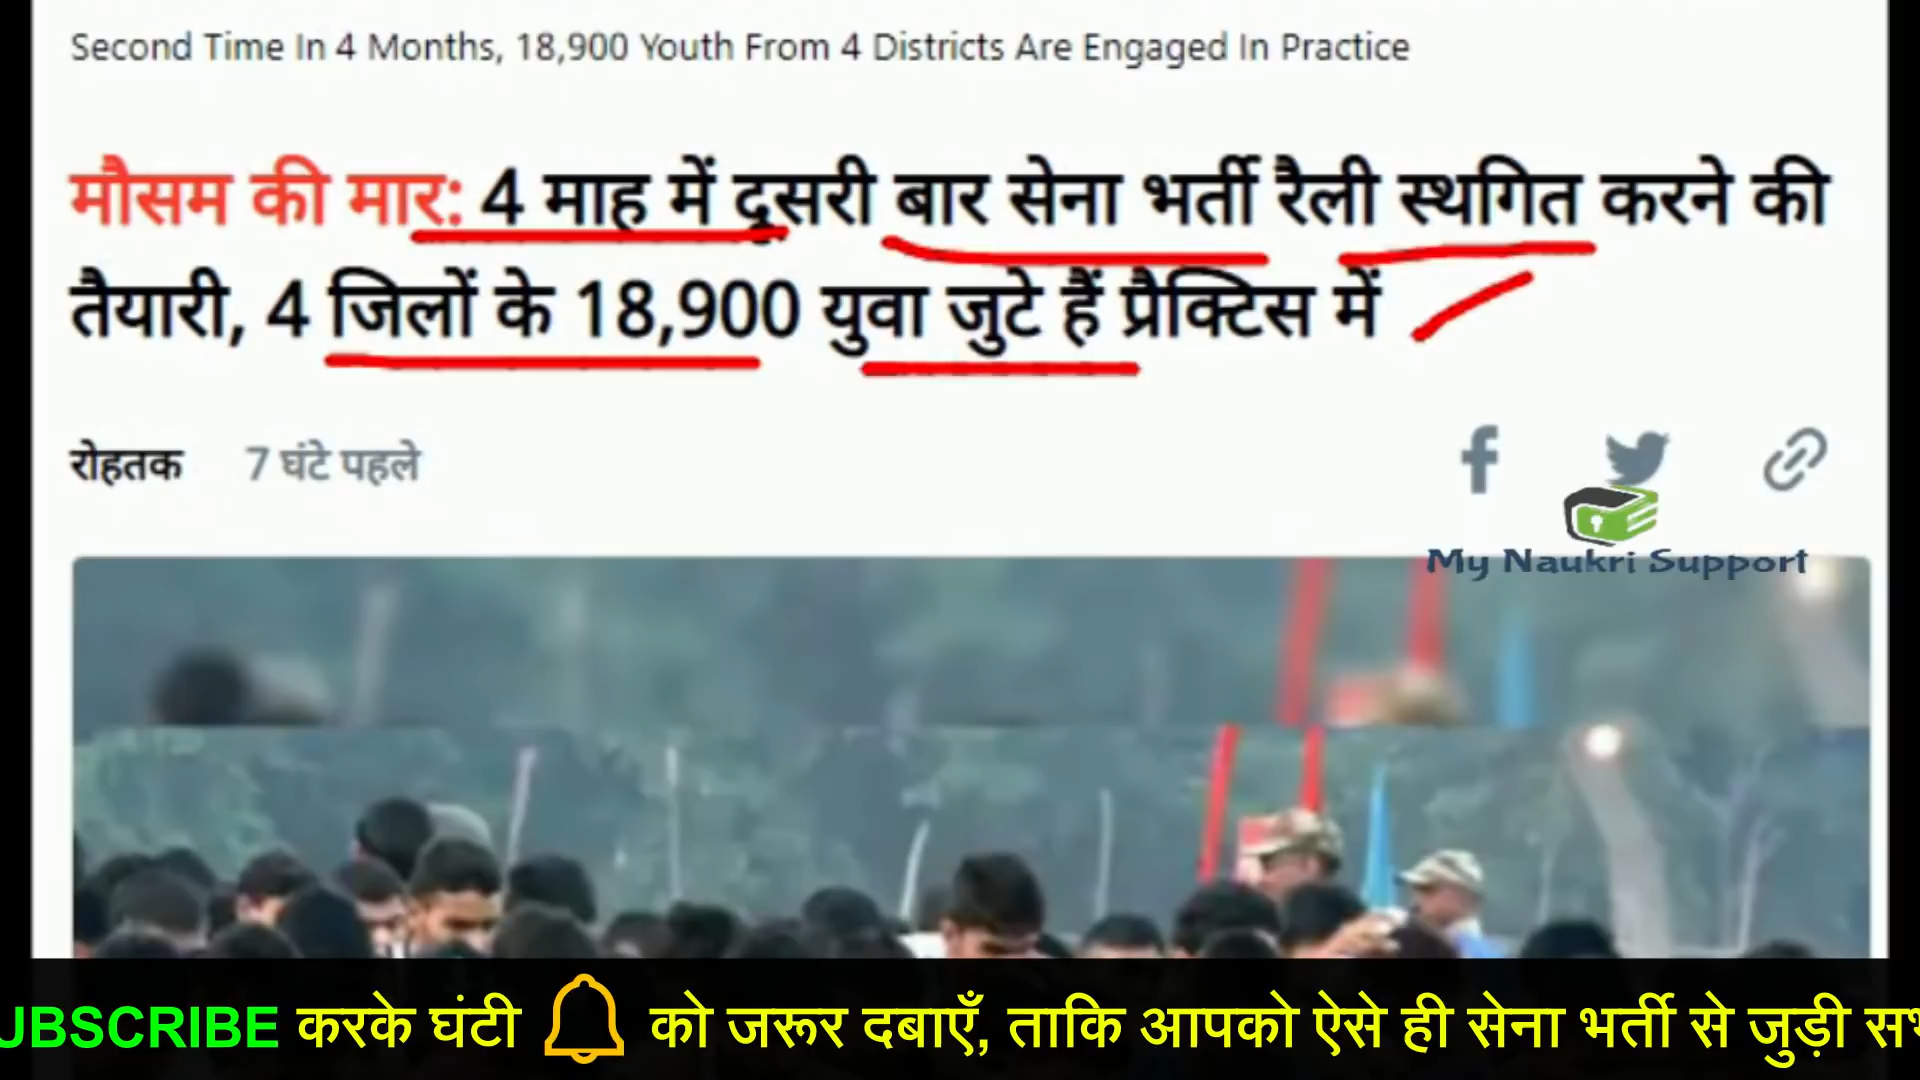 Second Time In 4 Months, 18,900 Youth From 4 Districts Are Engaged In Practice
मौसम की मार: 4 माह में दूसरी बार सेना भर्ती रैली स्थगित करने की
तैयारी, 4 जिलों के 18,900 युवा जुटे हैं प्रैक्टिस में
रोहतक 7 घंटे पहले
My Naukri Support
UBSCRIBE करके घंटी को जरूर दबाएँ, ताकि आपको ऐसे ही सेना भर्ती से जुड़ी